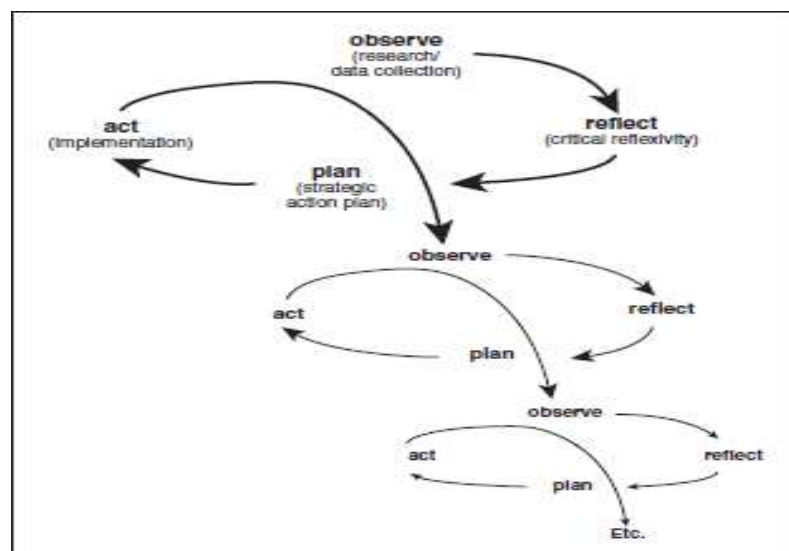 observe
(research/
data collection)
reflect
(critical reflexivity)
plan
(strategic
action plan)
act
(implementation)
observe
reflect
plan
act
observe
reflect
plan
act
Etc.